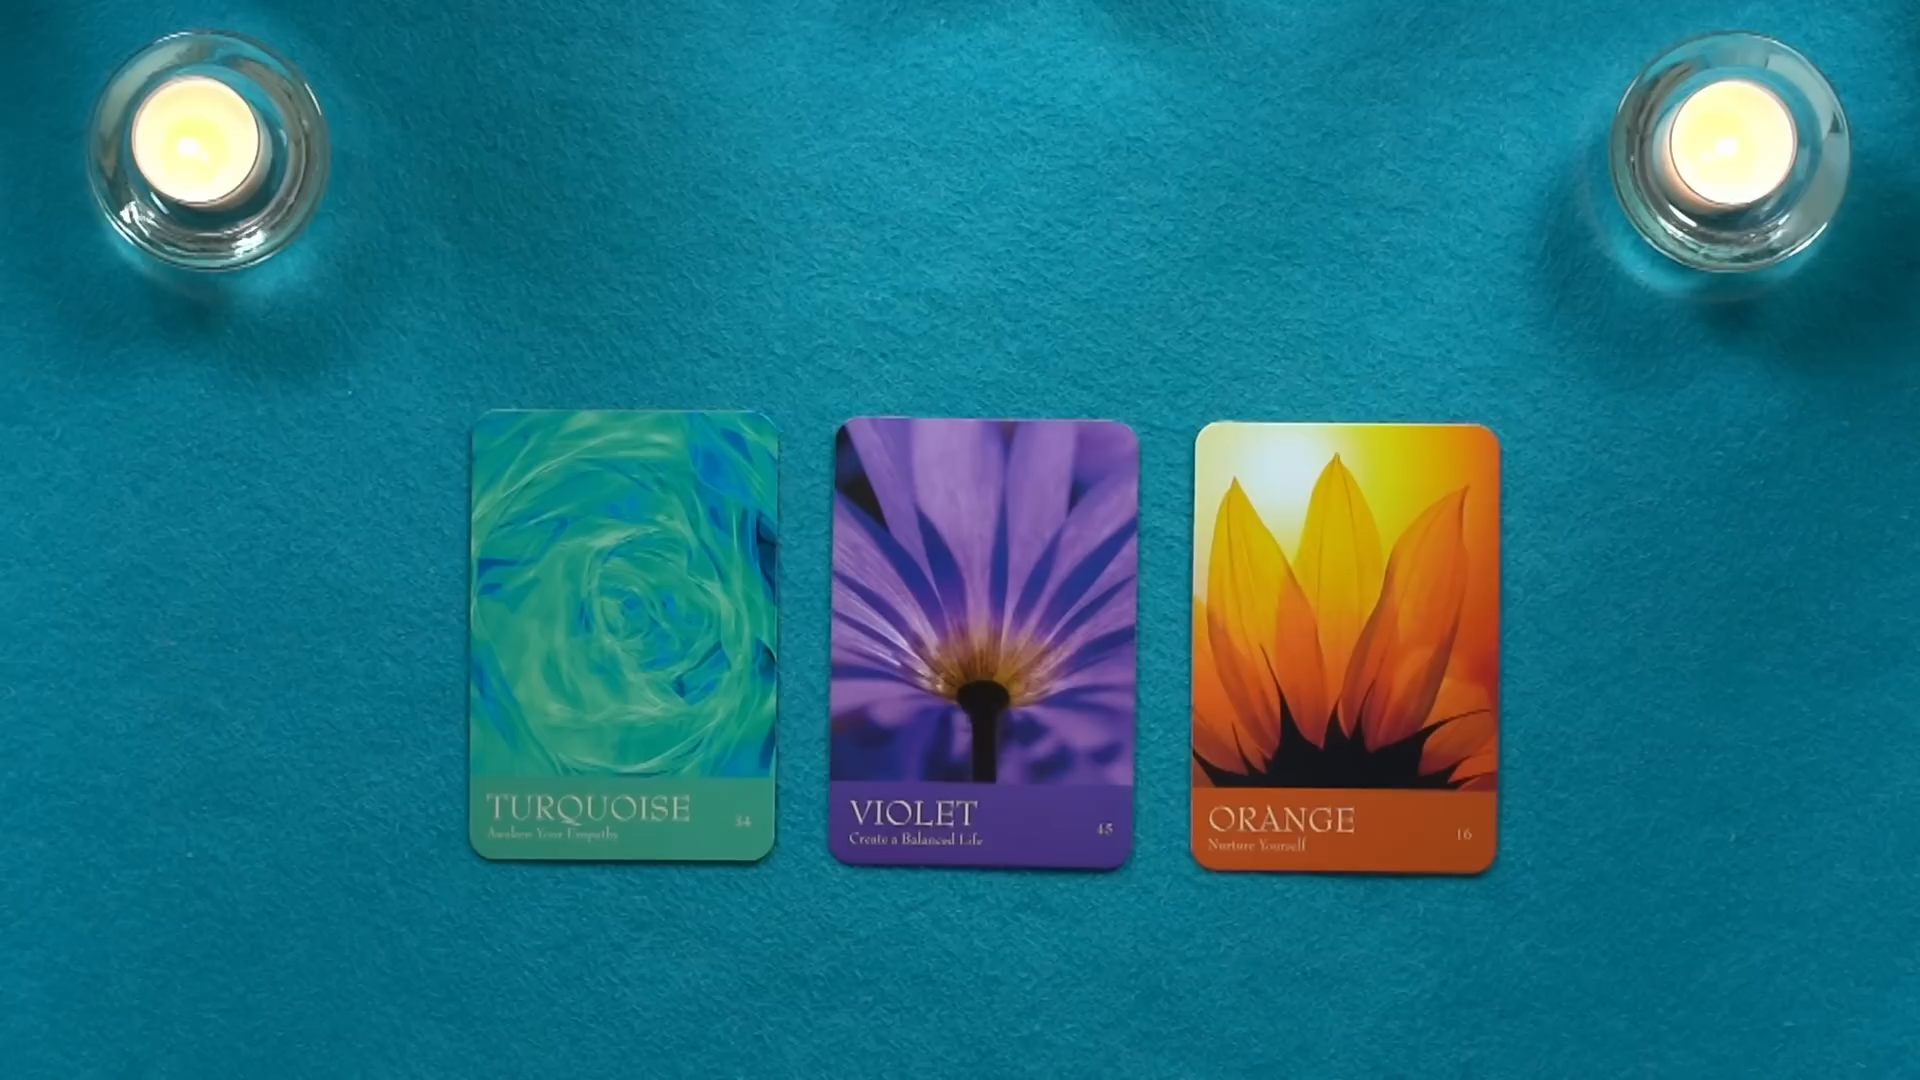 TURQUOISE
Awaken Your Empathy
34
VIOLET
Create a Balanced Life
45
ORANGE
Nurture Yourself
16